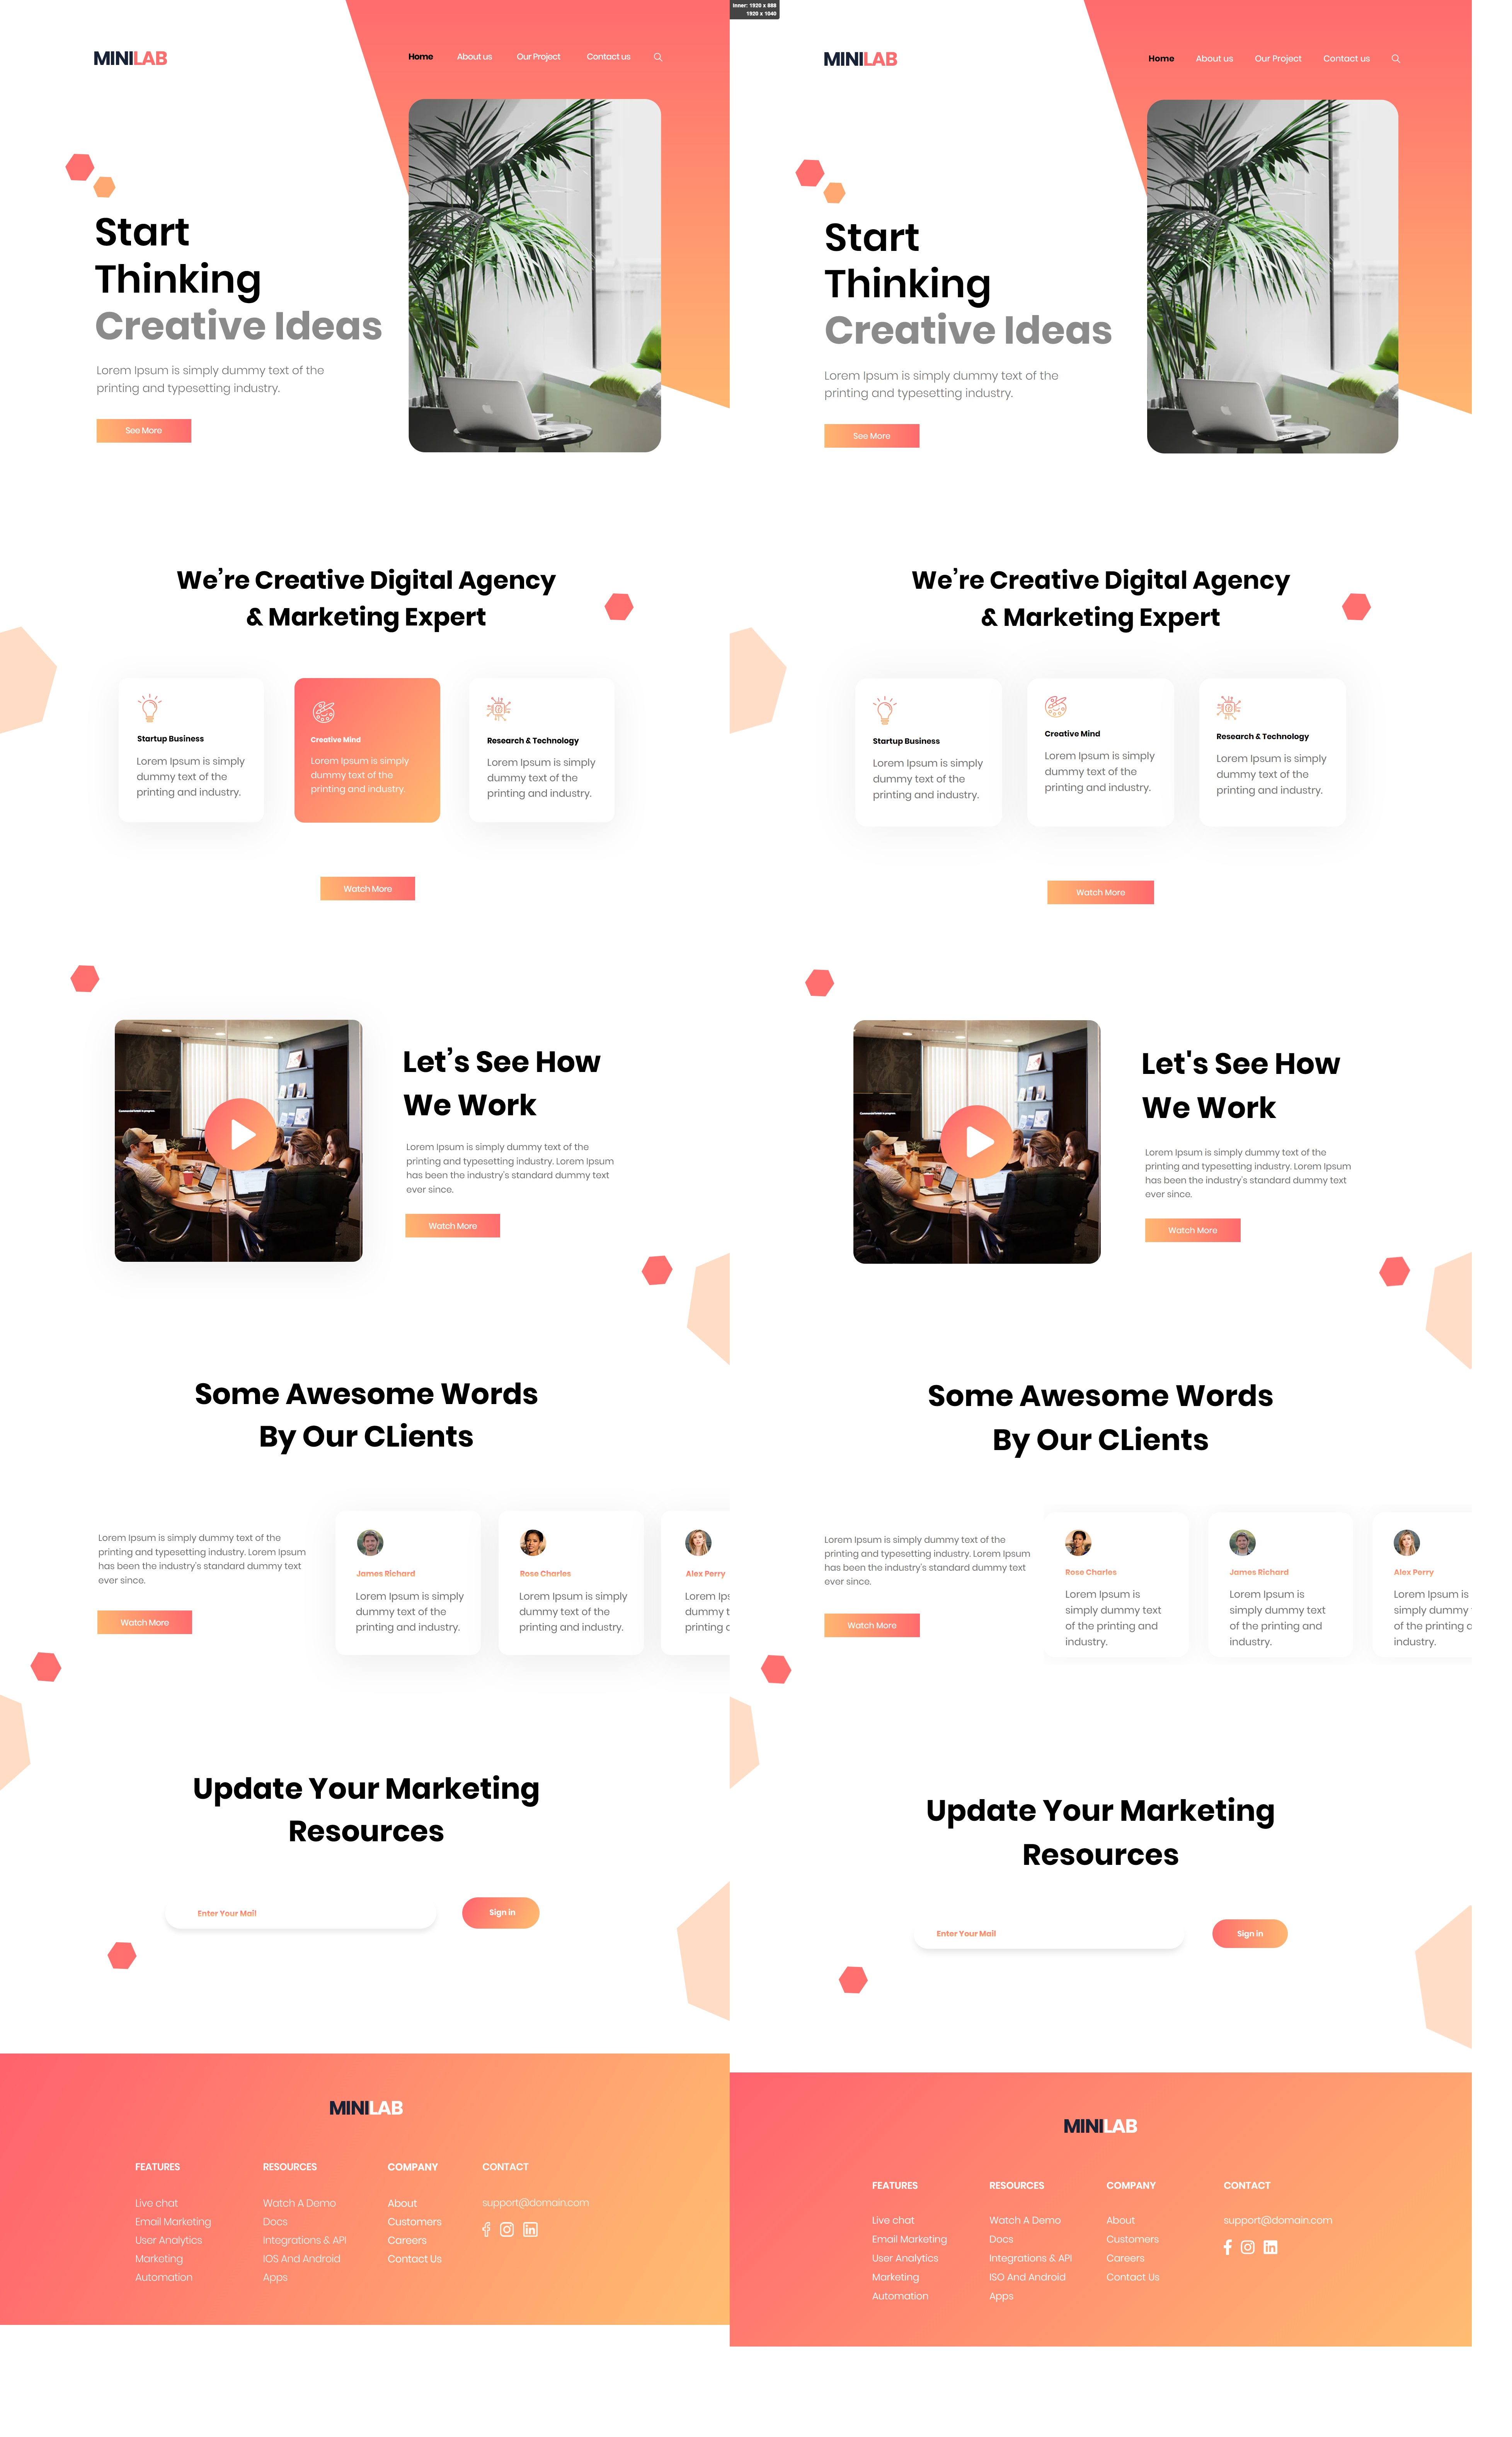 MINILAB
Home About us Our Project Contact us
Start
Thinking
Creative Ideas
Lorem Ipsum is simply dummy text of the
printing and typesetting industry.
See More
We’re Creative Digital Agency
& Marketing Expert
Startup Business
Lorem Ipsum is simply
dummy text of the
printing and industry.
Creative Mind
Lorem Ipsum is simply
dummy text of the
printing and industry.
Research & Technology
Lorem Ipsum is simply
dummy text of the
printing and industry.
Watch More
Let’s See How
We Work
Lorem Ipsum is simply dummy text of the
printing and typosetting industry. Lorem Ipsum
has been the industry's standard dummy text
ever since.
Watch More
Some Awesome Words
By Our CLients
Lorem Ipsum is simply dummy text of the
printing and typesetting industry. Lorem Ipsum
has been the industry's standard dummy text
ever since.
Watch More
James Richard
Lorem Ipsum is simply
dummy text of the
printing and industry.
Rose Charles
Lorem Ipsum is simply
dummy text of the
printing and industry.
Alex Perry
Lorem Ips
dummy t
printing c
Update Your Marketing
Resources
Enter Your Mail
Sign in
MINILAB
FEATURES
Live chat
Email Marketing
User Analytics
Marketing
Automation
RESOURCES
Watch A Demo
Docs
Integrations & API
IOS And Android
Apps
COMPANY
About
Customers
Careers
Contact Us
CONTACT
support@domain.com
Inner: 1920 x 888
1920 x 1040
MINILAB
Home About us Our Project Contact us
Start
Thinking
Creative Ideas
Lorem Ipsum is simply dummy text of the
printing and typesetting industry.
See More
We’re Creative Digital Agency
& Marketing Expert
Startup Business
Lorem Ipsum is simply
dummy text of the
printing and industry.
Creative Mind
Lorem Ipsum is simply
dummy text of the
printing and industry.
Research & Technology
Lorem Ipsum is simply
dummy text of the
printing and industry.
Watch More
Let's See How
We Work
Lorem Ipsum is simply dummy text of the
printing and typesetting industry. Lorem Ipsum
has been the industry's standard dummy text
ever since.
Watch More
Some Awesome Words
By Our CLients
Lorem Ipsum is simply dummy text of the
printing and typesetting industry. Lorem Ipsum
has been the industry's standard dummy text
ever since.
Watch More
Rose Charles
Lorem Ipsum is
simply dummy text
of the printing and
industry.
James Richard
Lorem Ipsum is
simply dummy text
of the printing and
industry.
Alex Perry
Lorem Ipsum is
simply dummy
of the printing a
industry.
Update Your Marketing
Resources
Enter Your Mail
Sign in
MINILAB
FEATURES
Live chat
Email Marketing
User Analytics
Marketing
Automation
RESOURCES
Watch A Demo
Docs
Integrations & API
ISO And Android
Apps
COMPANY
About
Customers
Careers
Contact Us
CONTACT
support@domain.com